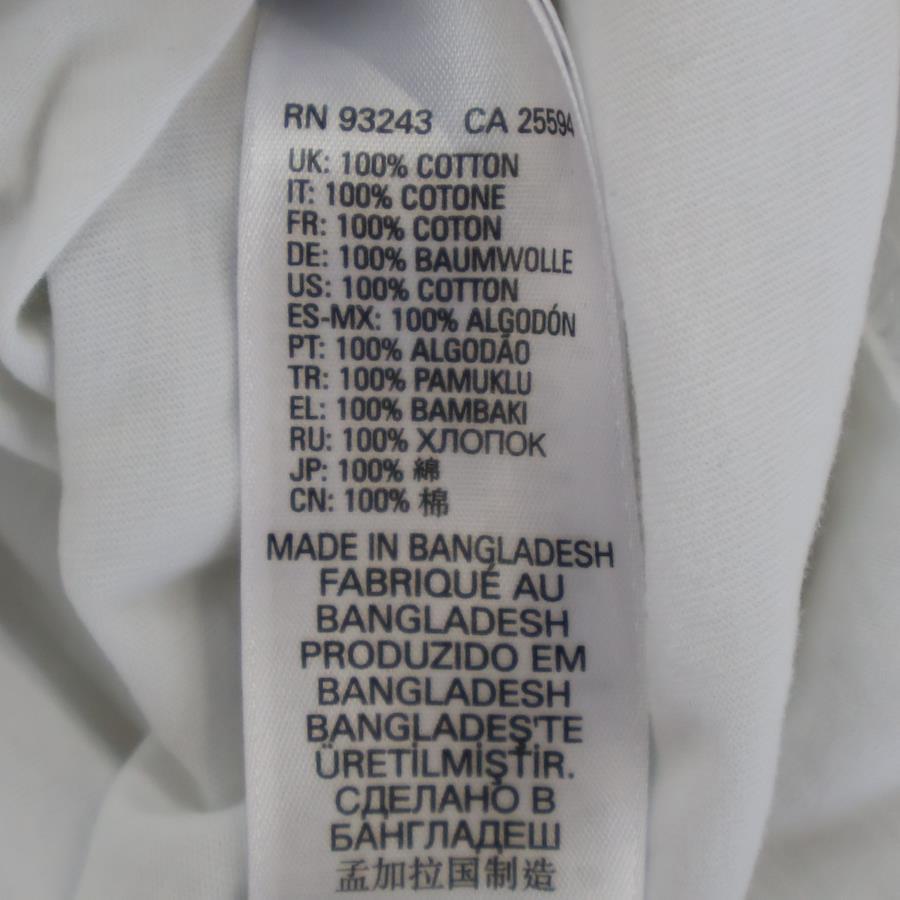 RN 93243 CA 25594
UK: 100% COTTON
IT: 100% COTONE
FR: 100% COTON
DE: 100% BAUMWOLLE
US: 100% COTTON
ES-MX: 100% ALGODÓN
PT: 100% ALGODÃO
TR: 100% PAMUKLU
EL: 100% BAMBAKI
RU: 100% ХЛОПОК
JP: 100% 綿
CN: 100% 棉
MADE IN BANGLADESH
FABRIQUÉ AU
BANGLADESH
PRODUZIDO EM
BANGLADESH
BANGLADEŞ'TE
ÜRETİLMİŞTİR.
СДЕЛАНО В
БАНГЛАДЕШ
孟加拉国制造